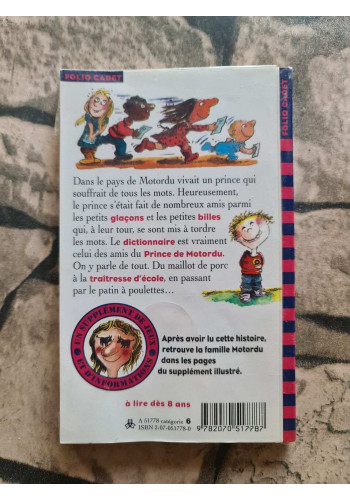 FOLIO CADET
FOLIO CADET
Dans le pays de Motordu vivait un prince qui
souffrait de tous les mots. Heureusement,
le prince s'était fait de nombreux amis parmi
les petits glaçons et les petites billes
qui, à leur tour, se sont mis à tordre
les mots. Le dictionnaire est vraiment
celui des amis du Prince de Motordu.
On y parle de tout. Du maillot de porc
à la traîtresse d'école, en passant
par le patin à poulettes...
UN SUPPLÉMENT DE JEUX
ET D'INFORMATIONS
Après avoir lu cette histoire,
retrouve la famille Motordu
dans les pages
du supplément illustré.
à lire dès 8 ans
A 51778 catégorie 6
ISBN 2-07-051778-0
9 782070 517787